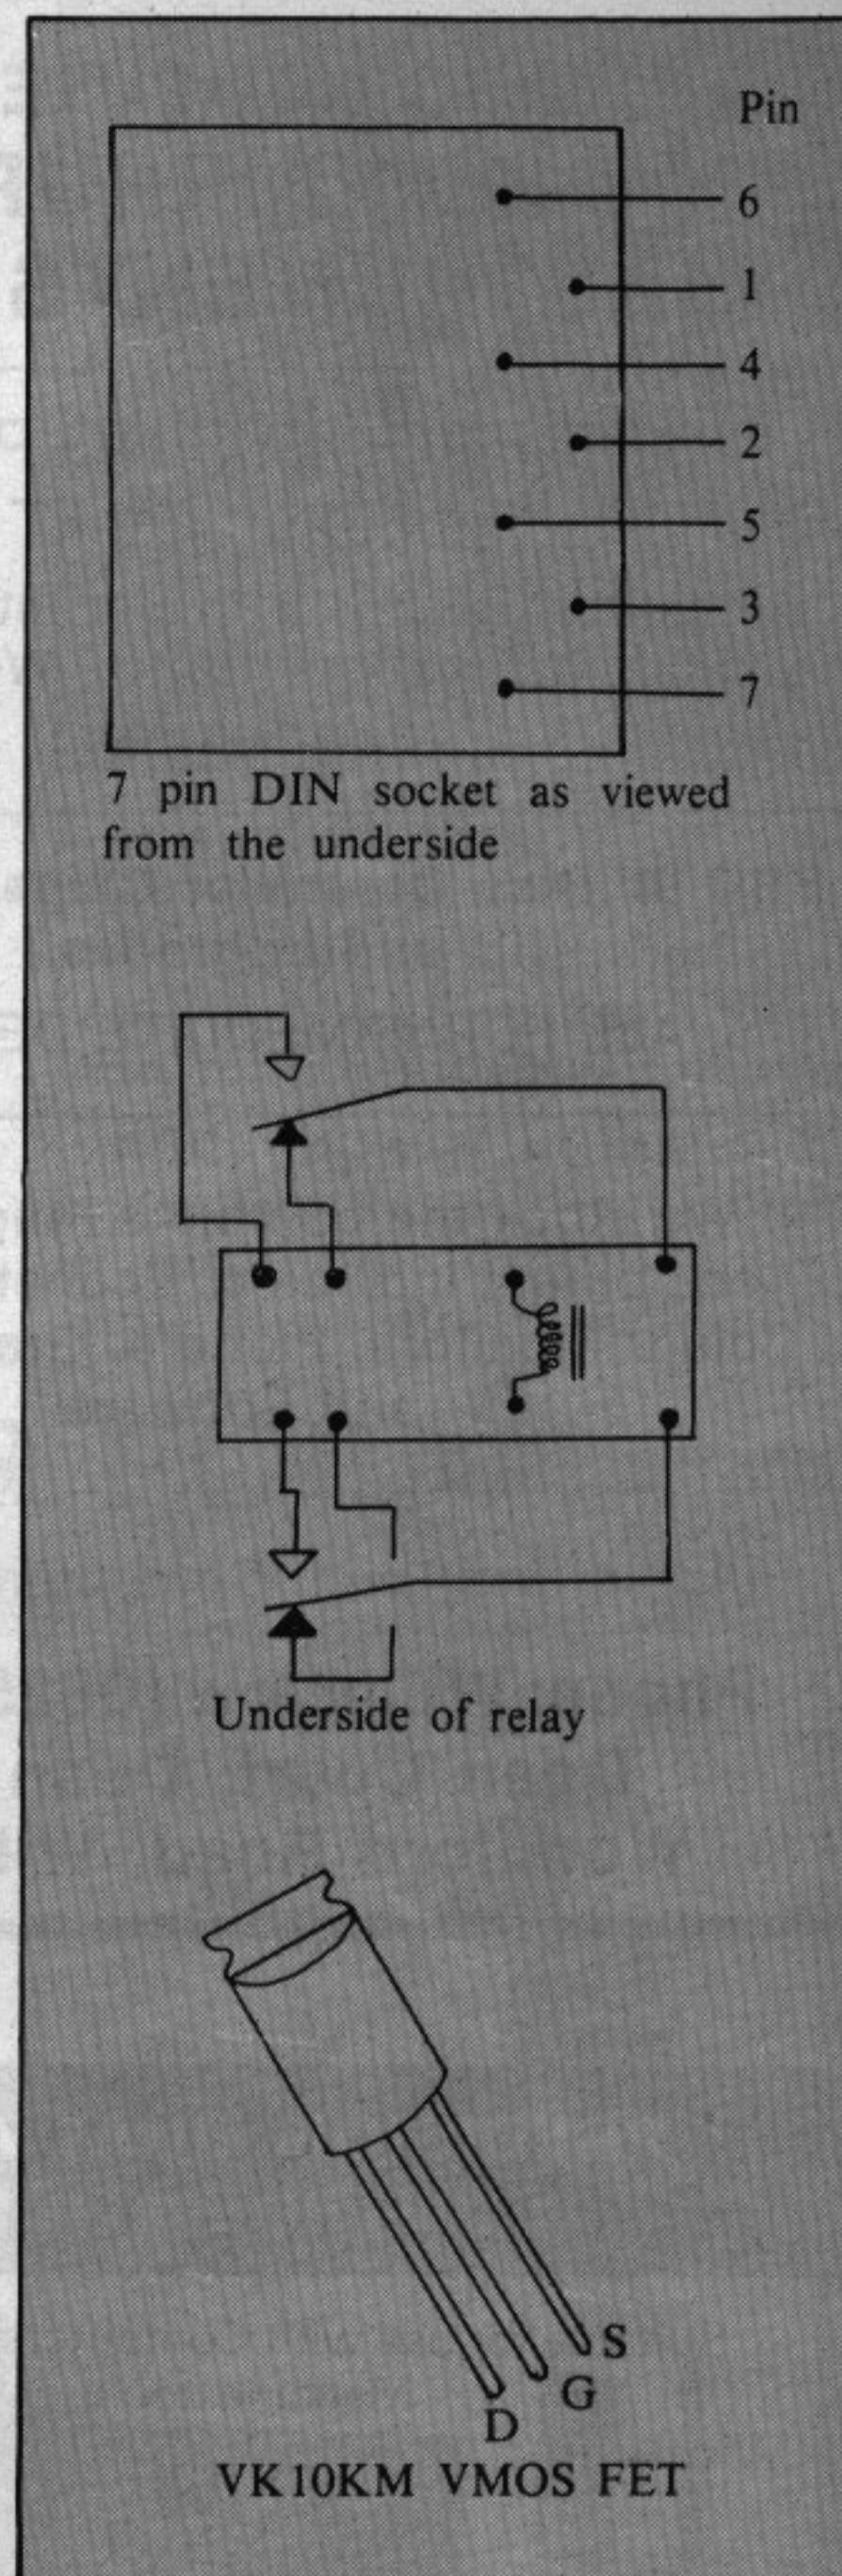 Pin
6
1
4
2
5
3
7
7 pin DIN socket as viewed
from the underside
Underside of relay
S
G
D
VK10KM VMOS FET